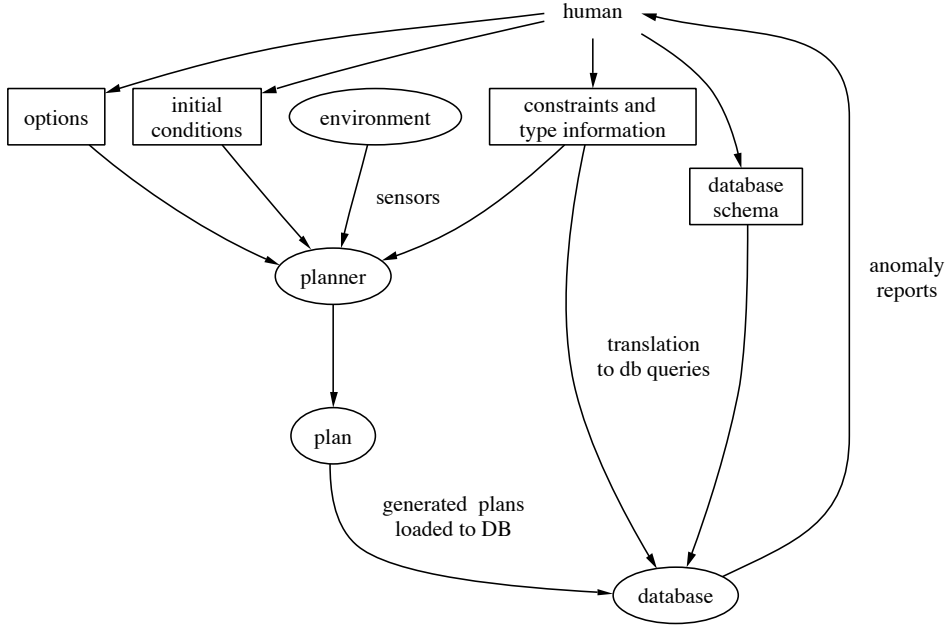 human
options
initial
conditions
environment
constraints and
type information
sensors
database
schema
planner
anomaly
reports
translation
to db queries
plan
generated plans
loaded to DB
database